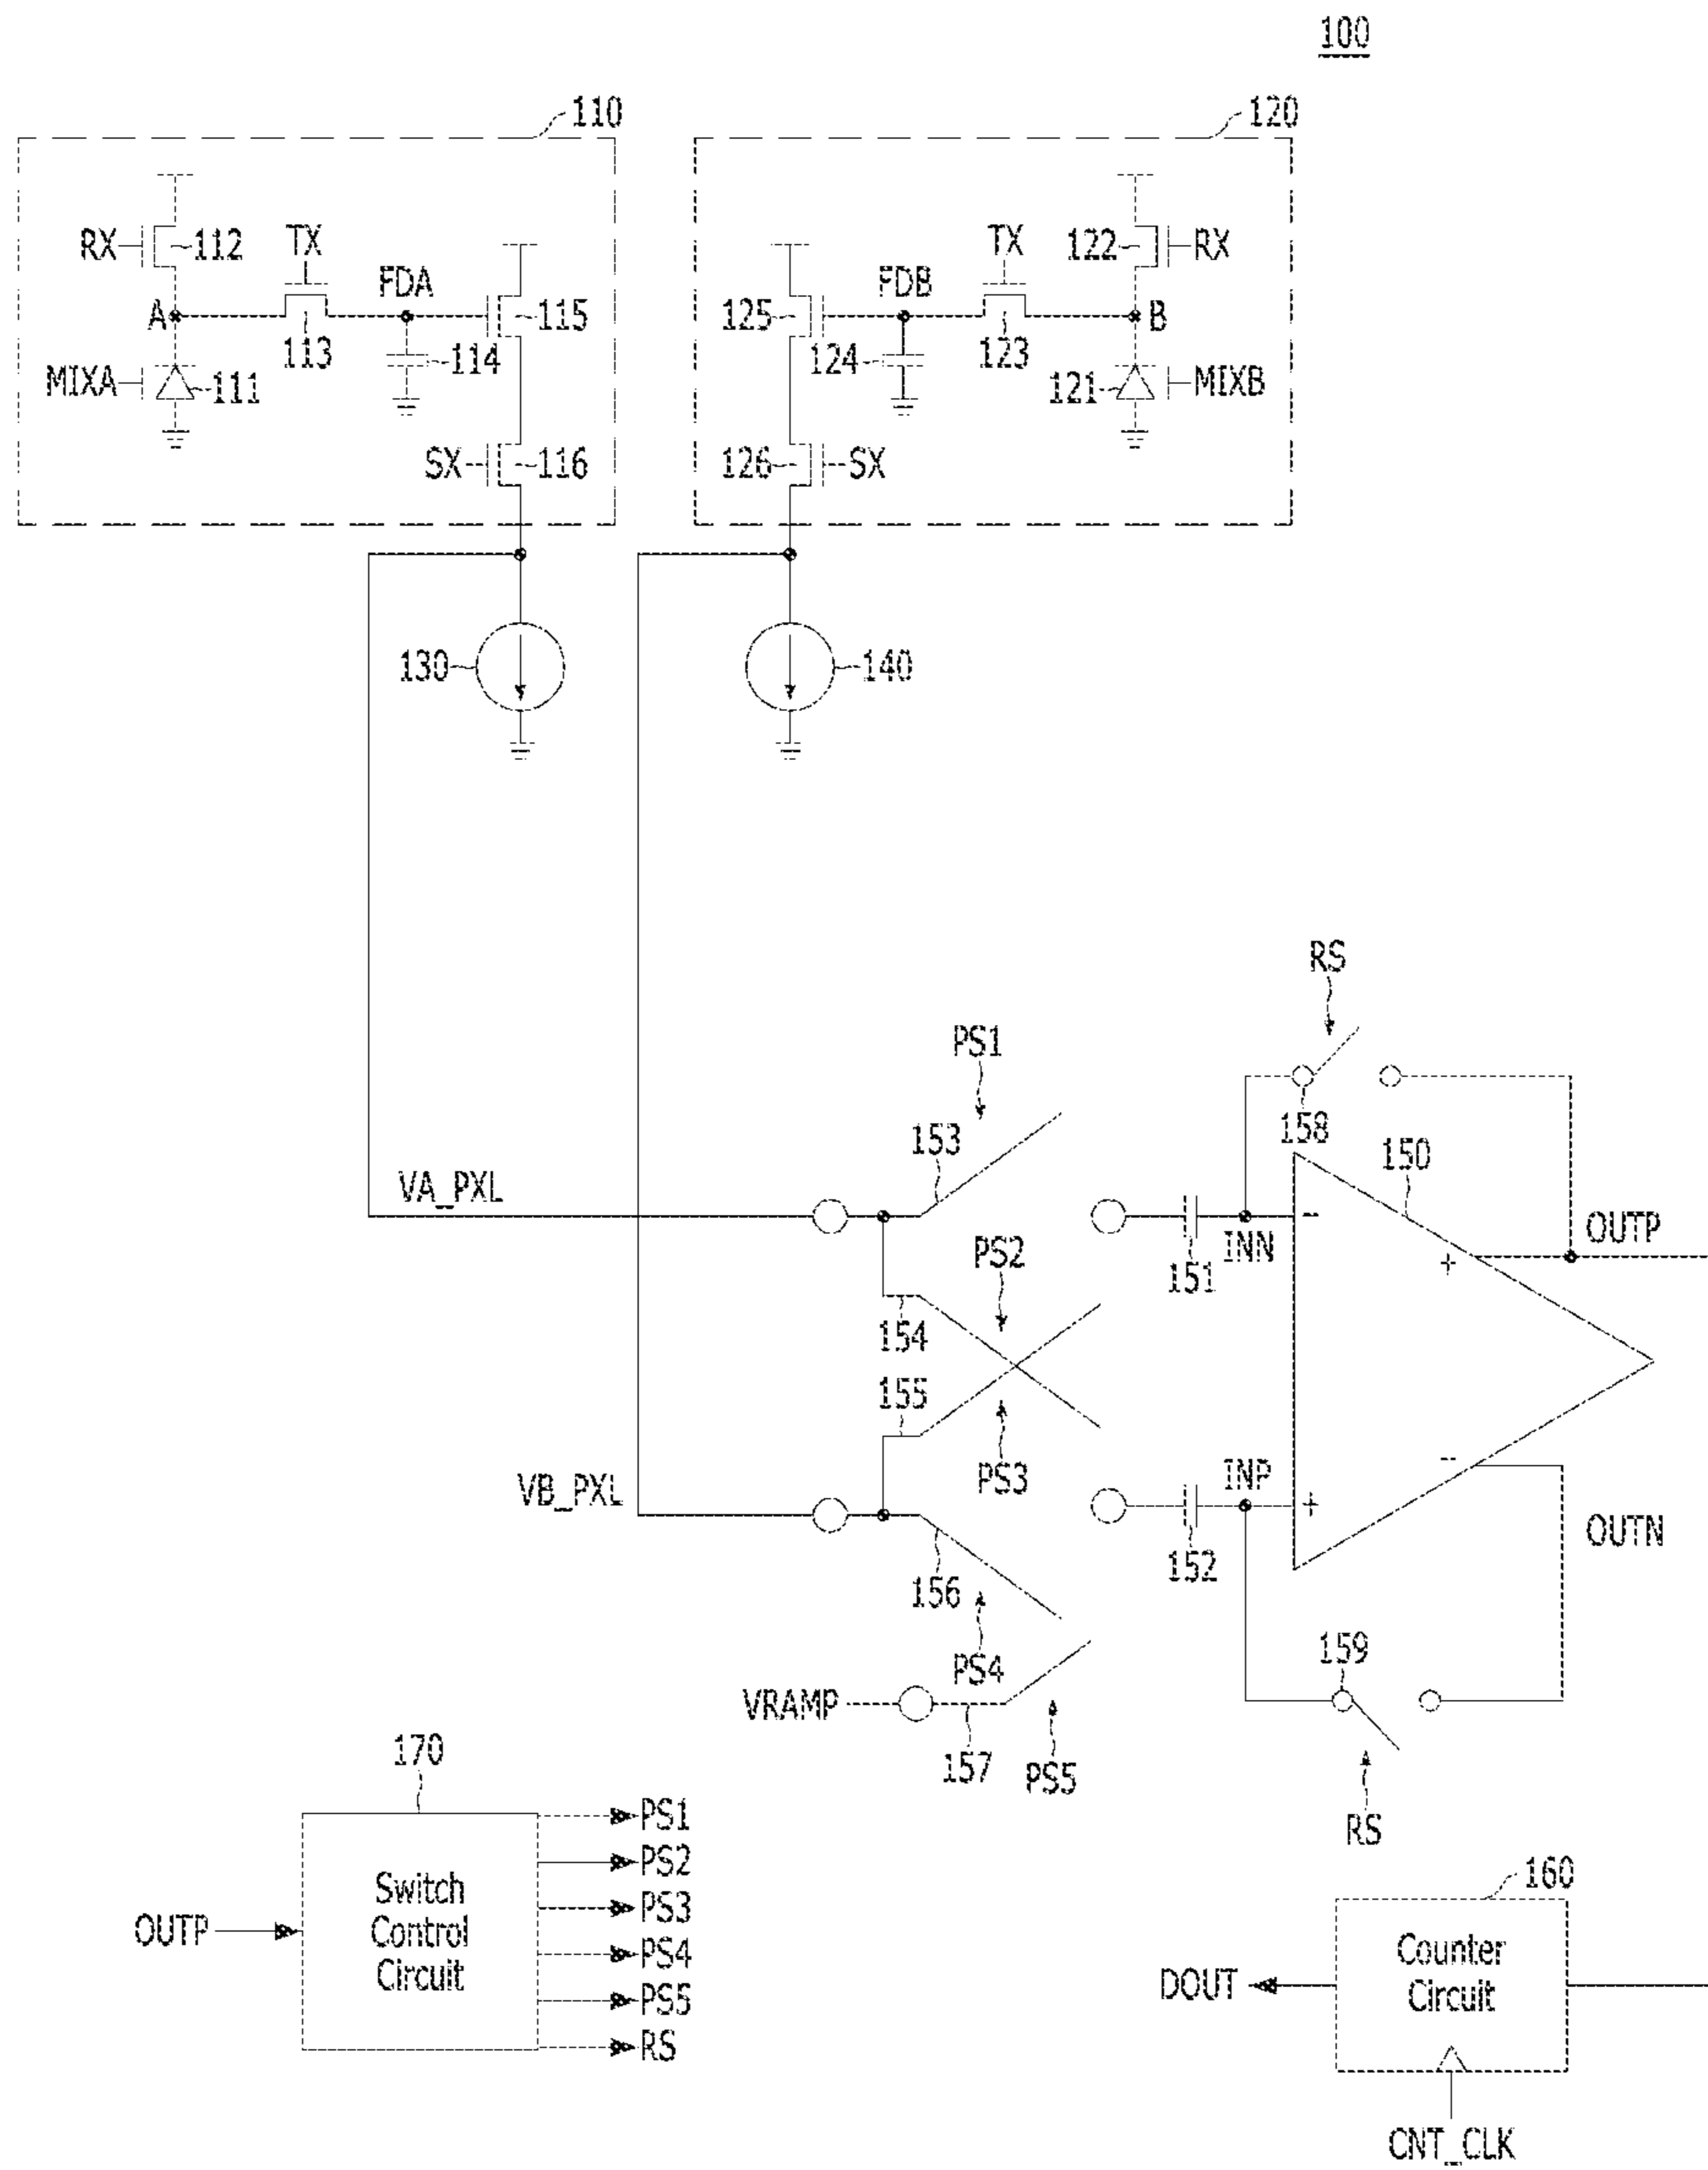 100
110
120
RX
112
TX
FDA
115
A
113
114
MIXA
111
SX
116
125
FDB
TX
122
RX
B
124
123
121
MIXB
126
SX
130
140
RS
PS1
158
153
150
VA_PXL
OUTP
INN
151
PS2
154
155
PS3
INP
VB_PXL
152
OUTN
156
PS4
159
VRAMP
157
PS5
RS
-
+
-
+
170
OUTP
Switch
Control
Circuit
PS1
PS2
PS3
PS4
PS5
RS
160
Counter
Circuit
DOUT
CNT_CLK